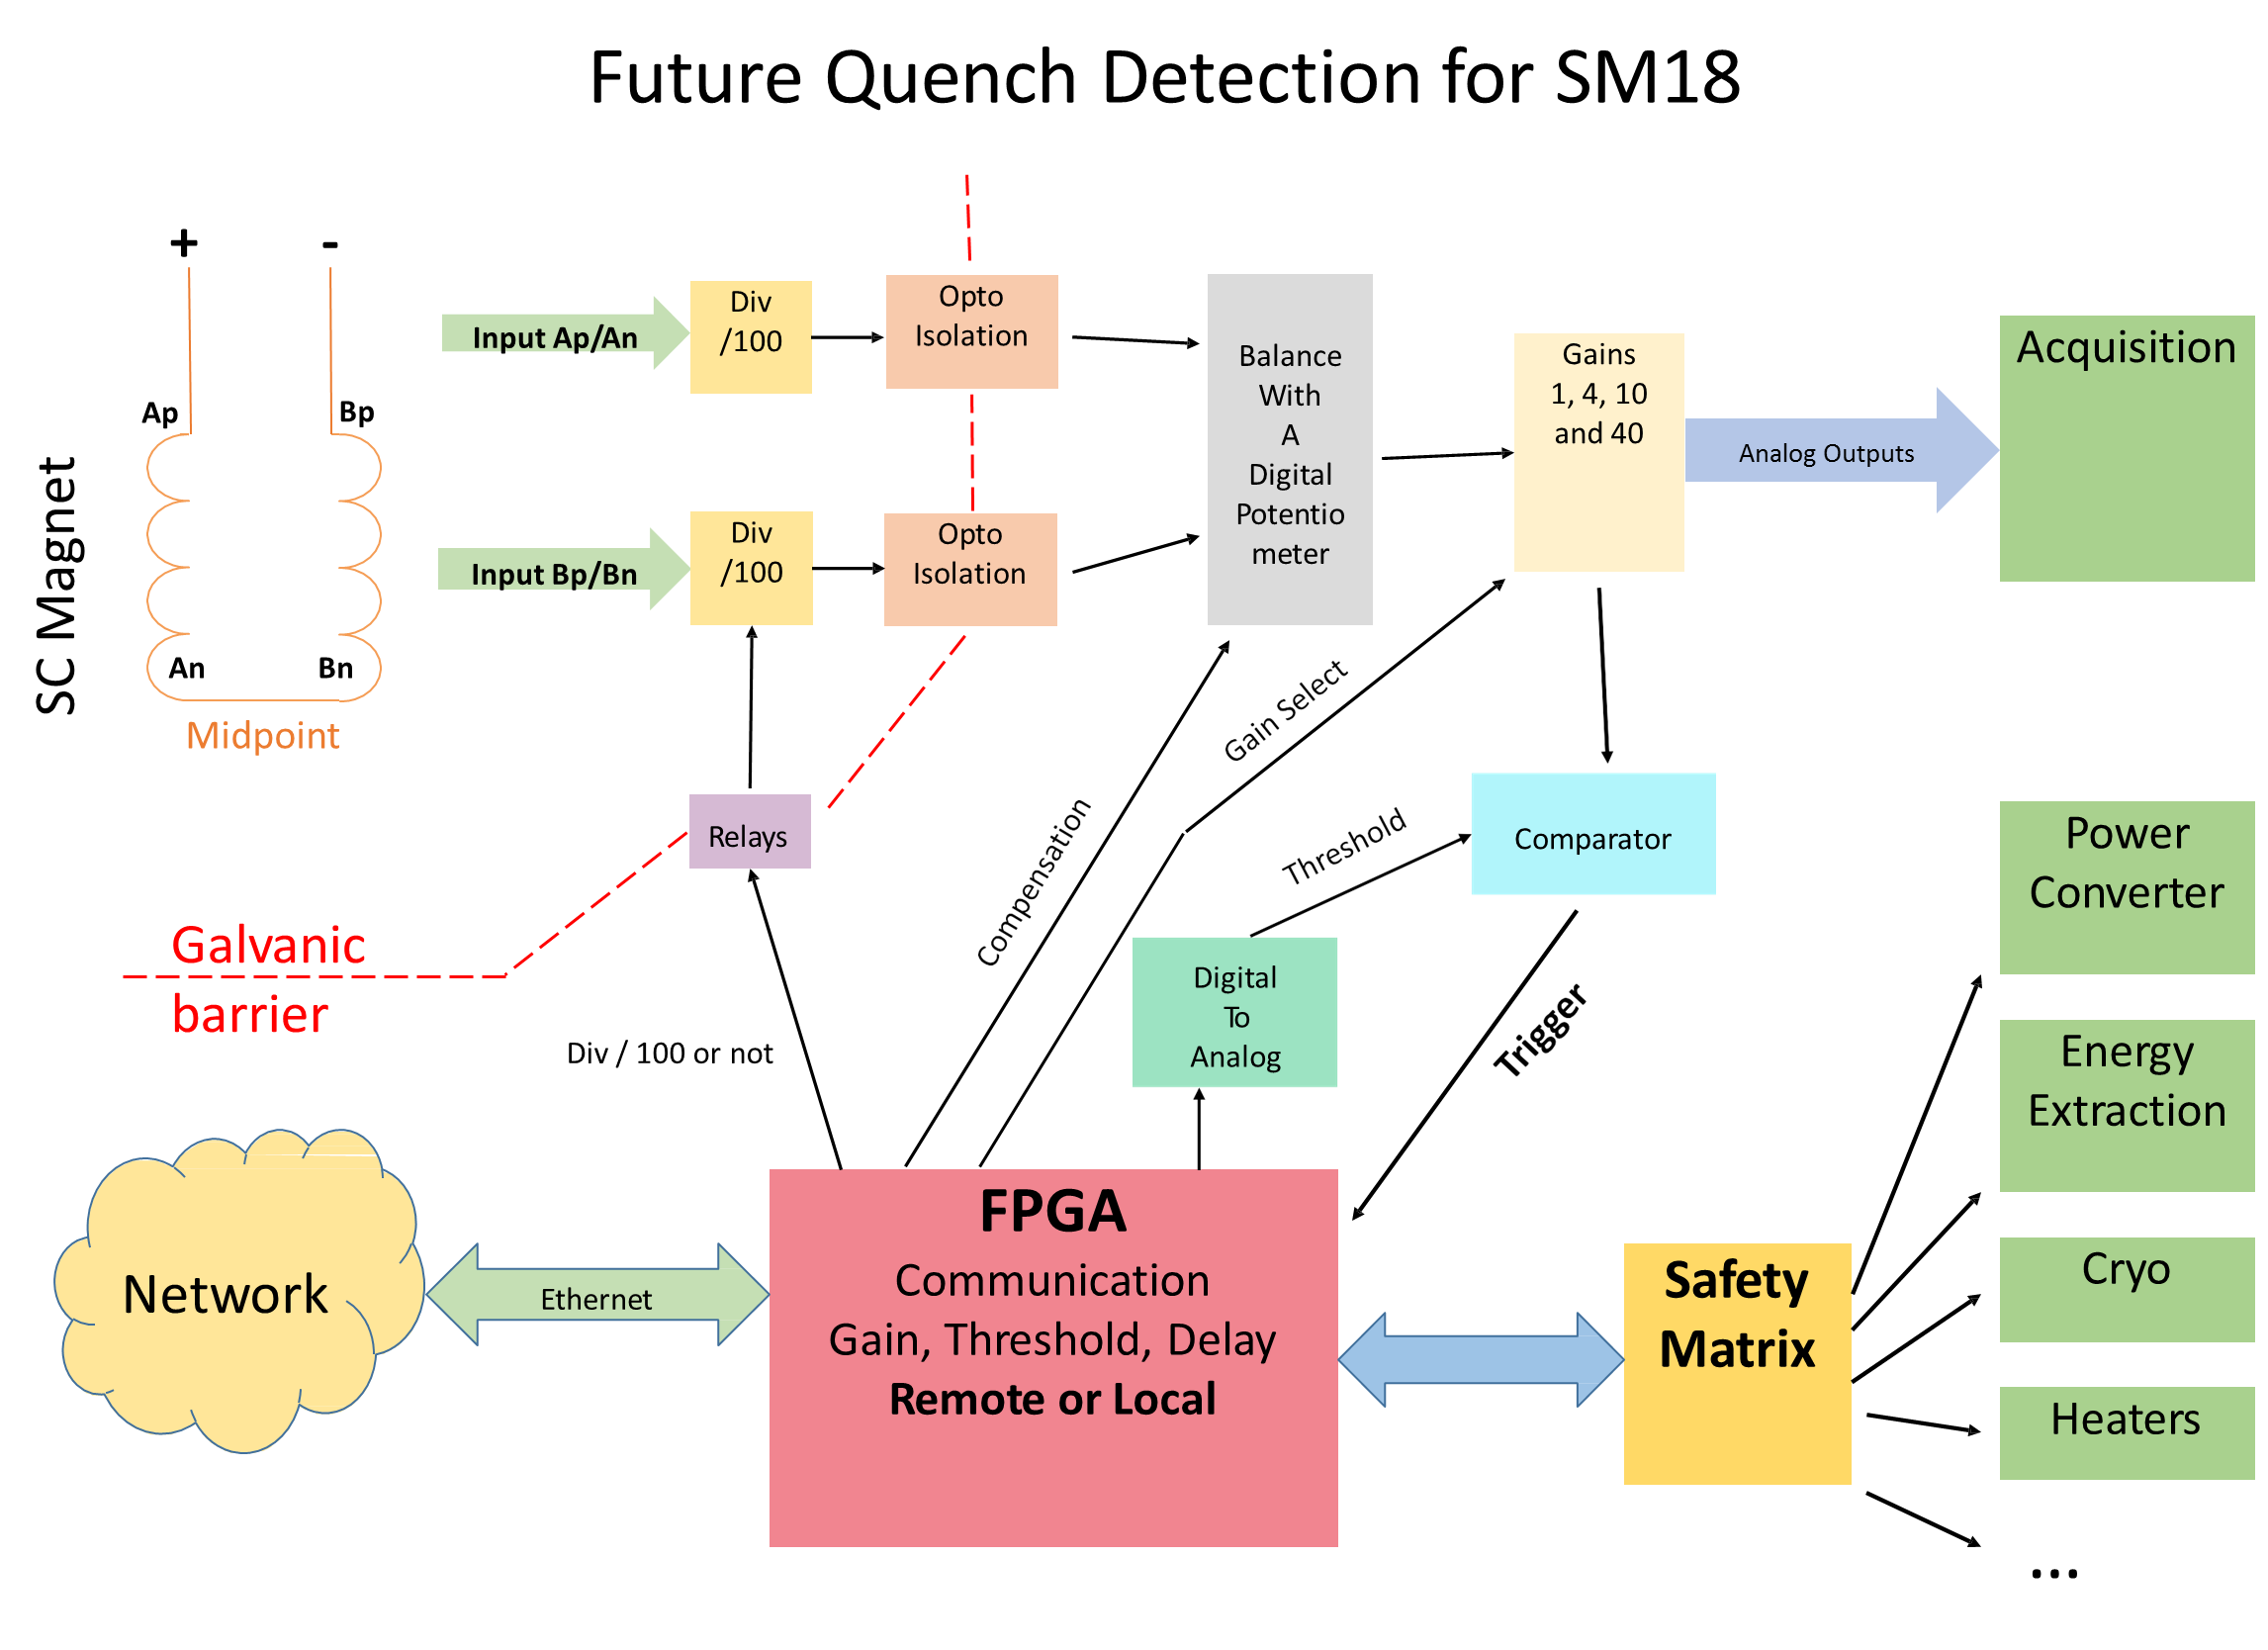 Future Quench Detection for SM18
+
-
Ap
Bp
An
Bn
Midpoint
SC Magnet
Input Ap/An
Div
/100
Opto
Isolation
Input Bp/Bn
Div
/100
Opto
Isolation
Balance
With
A
Digital
Potentio
meter
Gains
1, 4, 10
and 40
Analog Outputs
Acquisition
Relays
Galvanic
barrier
Div / 100 or not
Compensation
Gain Select
Threshold
Comparator
Digital
To
Analog
Trigger
Network
Ethernet
FPGA
Communication
Gain, Threshold, Delay
Remote or Local
Safety
Matrix
Power
Converter
Energy
Extraction
Cryo
Heaters
...